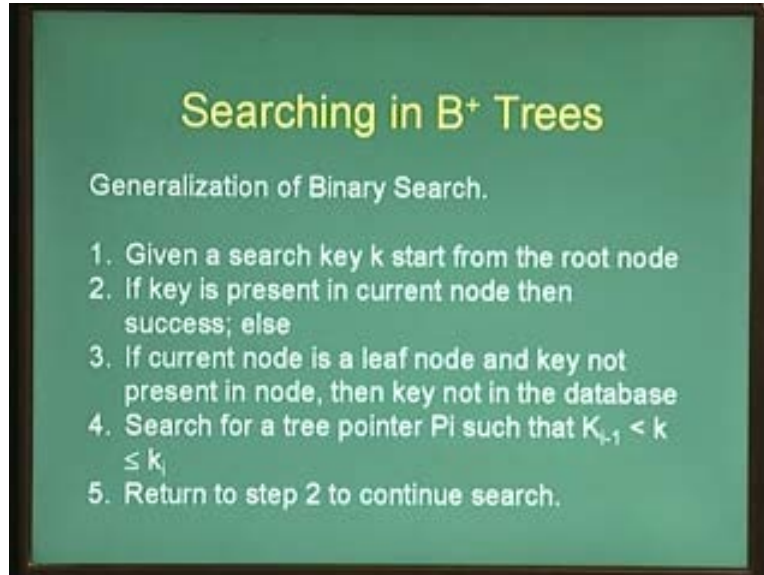 Searching in B⁺ Trees
Generalization of Binary Search.
1. Given a search key k start from the root node
2. If key is present in current node then
success; else
3. If current node is a leaf node and key not
present in node, then key not in the database
4. Search for a tree pointer Pi such that Kᵢ₋₁ < k
≤ kᵢ
5. Return to step 2 to continue search.